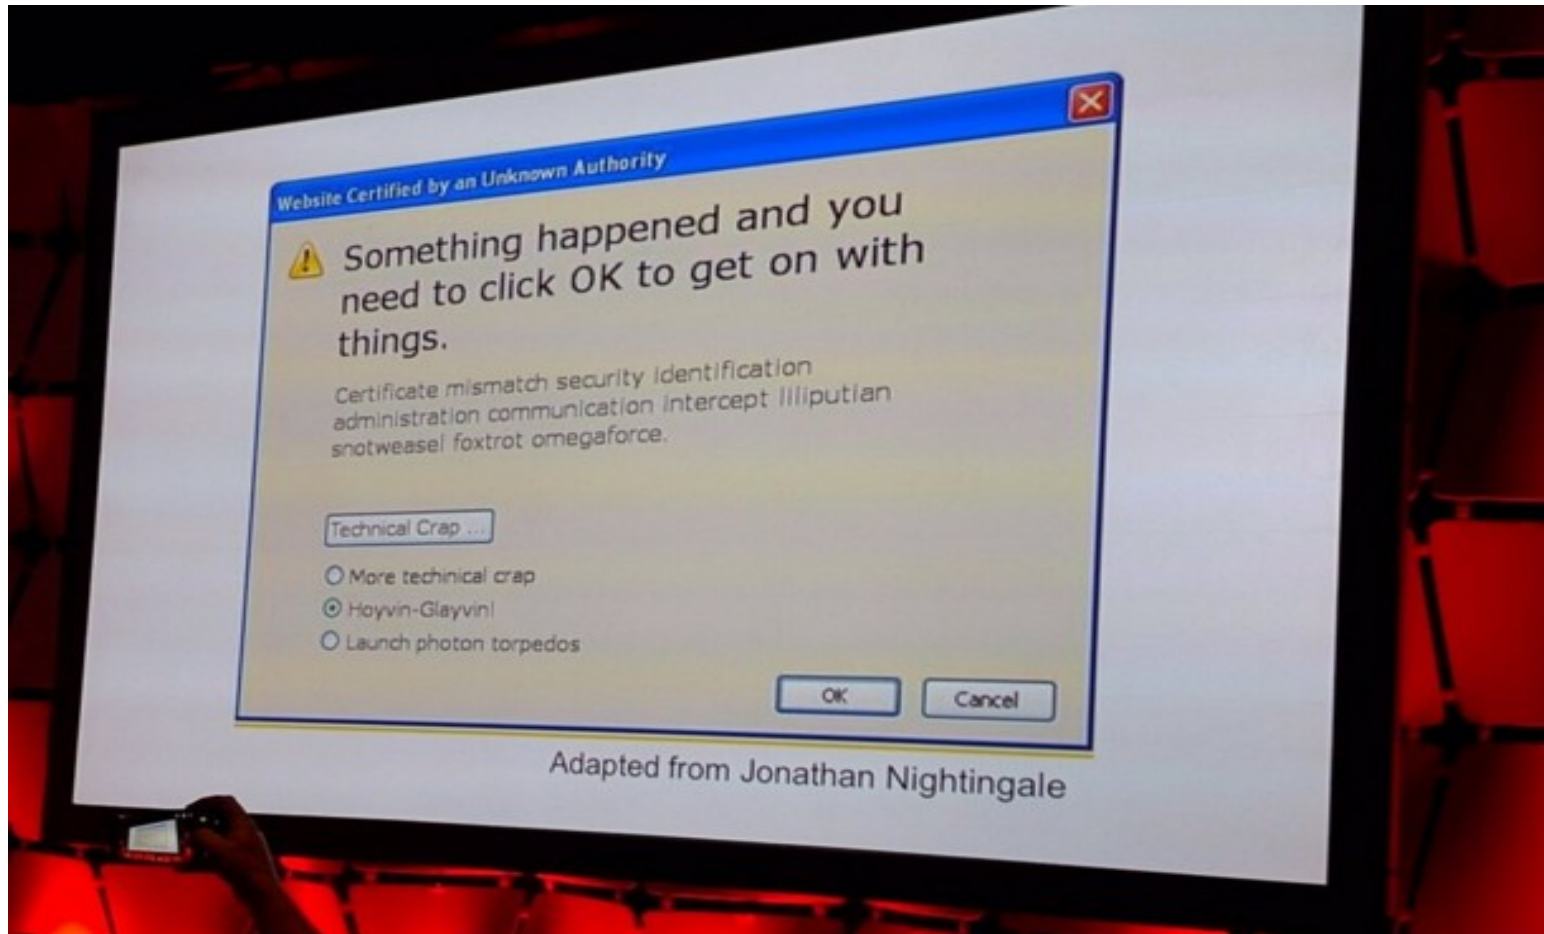 Website Certified by an Unknown Authority
Something happened and you
need to click OK to get on with
things.
Certificate mismatch security identification
administration communication intercept liliputian
snotweasel foxtrot omegaforce.
Technical Crap ...
More techinical crap
Hoyvin-Glayvin!
Launch photon torpedos
OK
Cancel
Adapted from Jonathan Nightingale